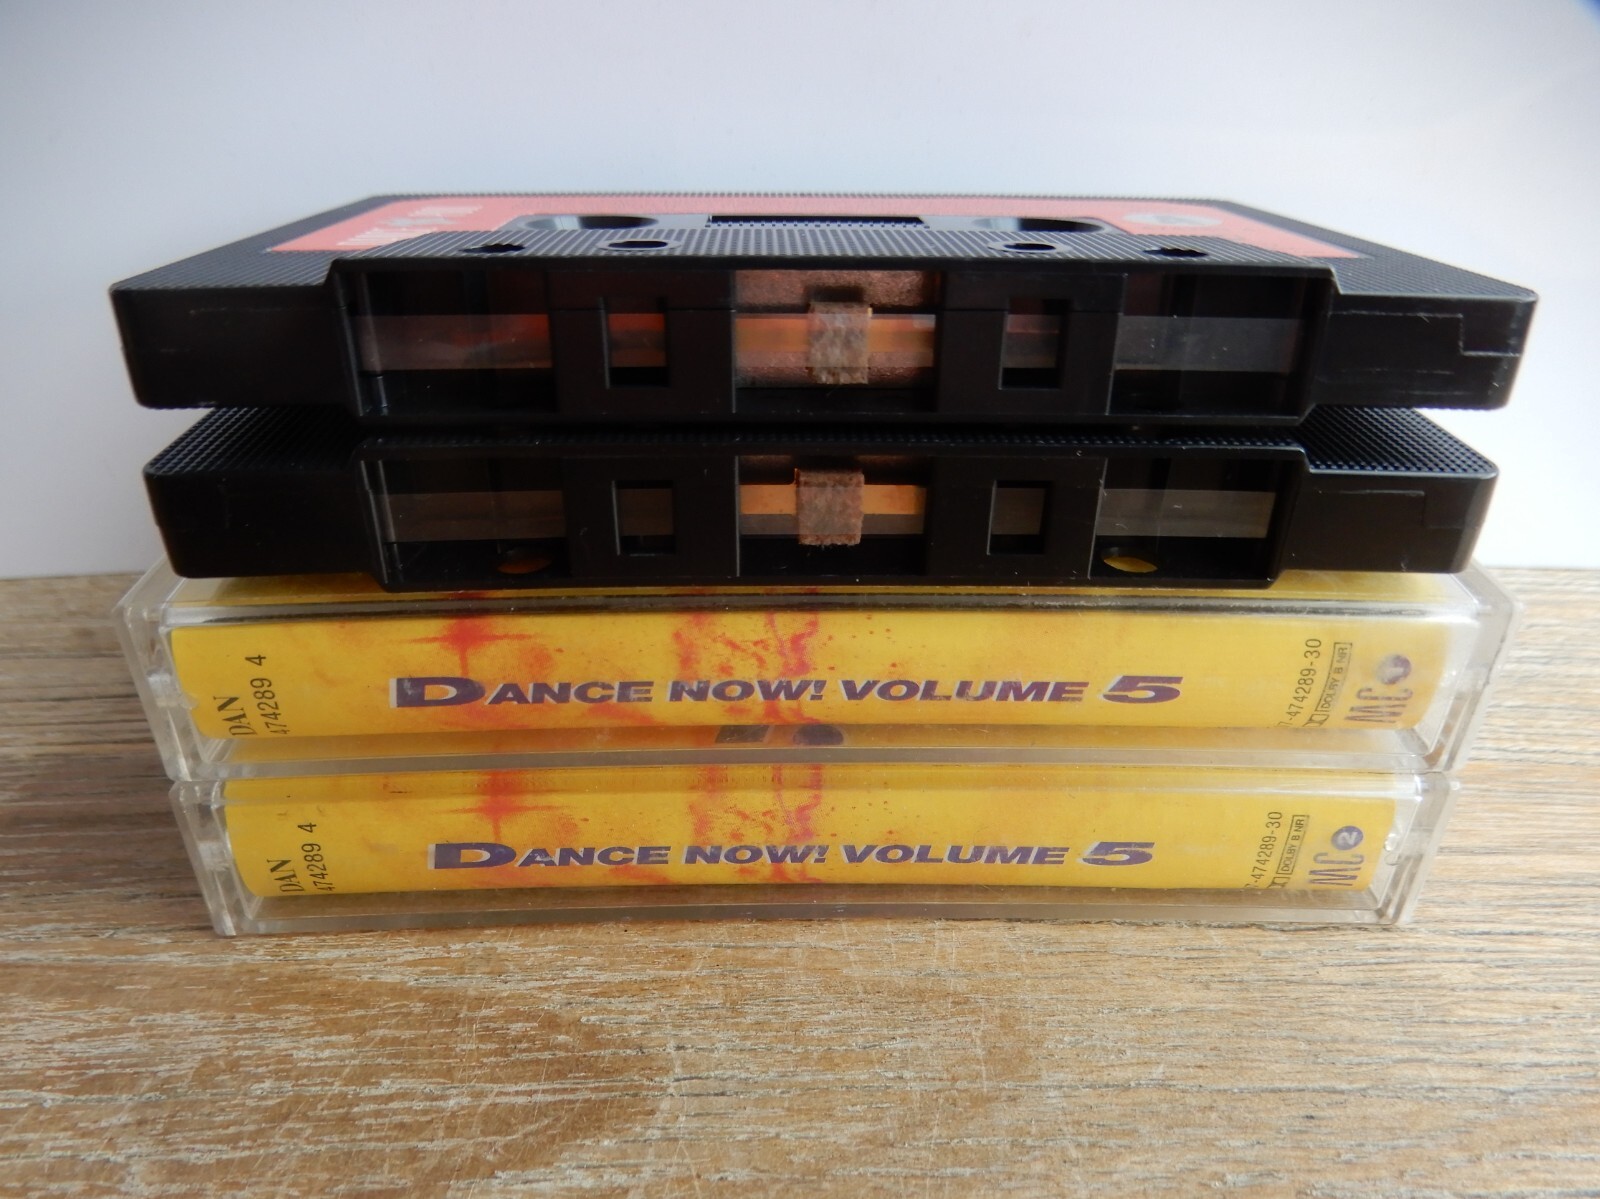 DAN
474289 4
DANCE NOW! VOLUME 5
-474289-30
DOLBY B NR
MC
DAN
474289 4
DANCE NOW! VOLUME 5
-474289-30
DOLBY B NR
MC 2